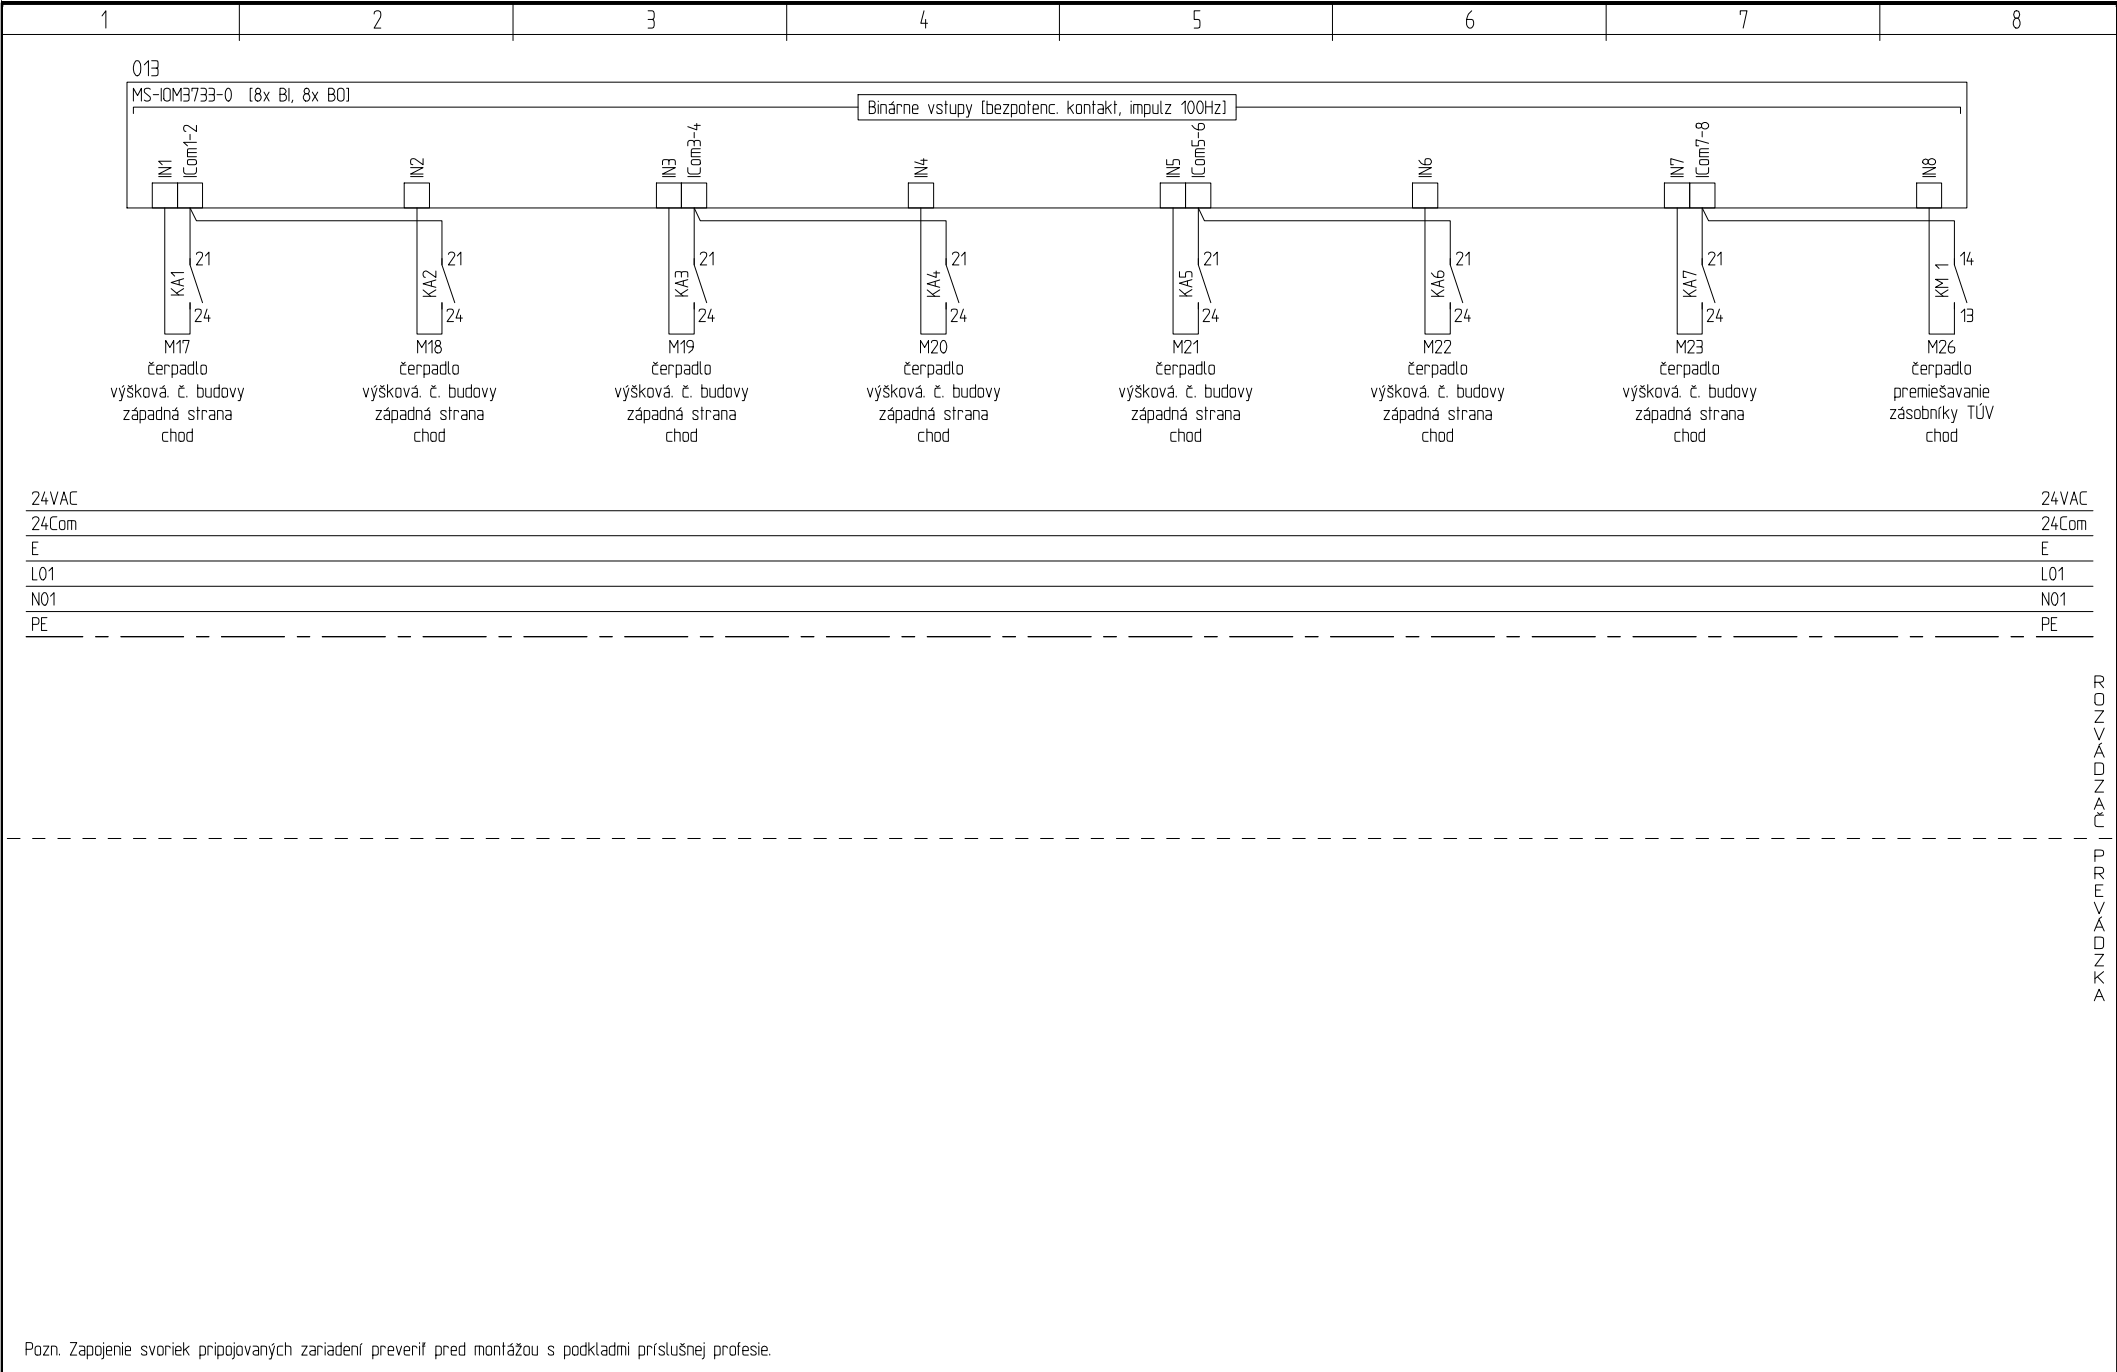 1 2 3 4 5 6 7 8
013
MS-IOM3733-0 [8x BI, 8x BO]
Binárne vstupy [bezpotenc. kontakt, impulz 100Hz]
IN1 ICom1-2 IN2 IN3 ICom3-4 IN4 IN5 ICom5-6 IN6 IN7 ICom7-8 IN8
21 21 21 21 21 21 21 14
KA1 KA2 KA3 KA4 KA5 KA6 KA7 KM 1
24 24 24 24 24 24 24 13
M17 M18 M19 M20 M21 M22 M23 M26
čerpadlo čerpadlo čerpadlo čerpadlo čerpadlo čerpadlo čerpadlo čerpadlo
výšková. č. budovy výšková. č. budovy výšková. č. budovy výšková. č. budovy výšková. č. budovy výšková. č. budovy výšková. č. budovy premiešavanie
západná strana západná strana západná strana západná strana západná strana západná strana západná strana zásobníky TÚV
chod chod chod chod chod chod chod chod
24VAC 24VAC
24Com 24Com
E E
L01 L01
N01 N01
PE PE
ROZVÁDZAČ
PREVÁDZKA
Pozn. Zapojenie svoriek pripojovaných zariadení preveriť pred montážou s podkladmi príslušnej profesie.